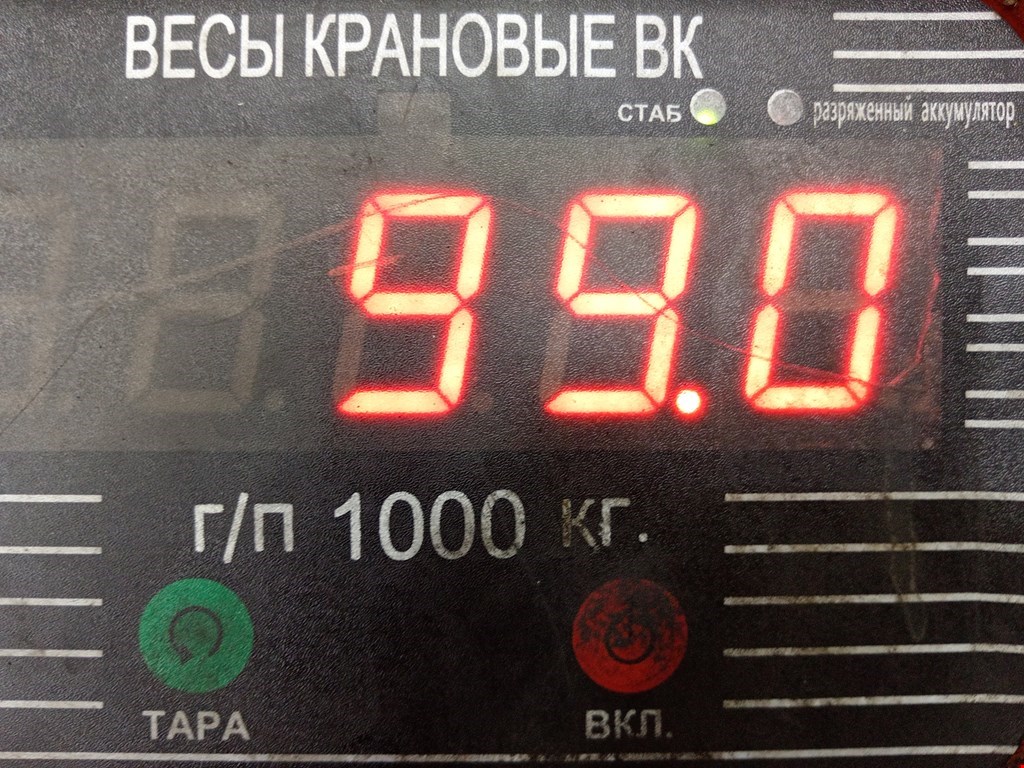 ВЕСЫ КРАНОВЫЕ ВК
СТАБ разряженный аккумулятор
99.0
г/п 1000 кг.
ТАРА ВКЛ.